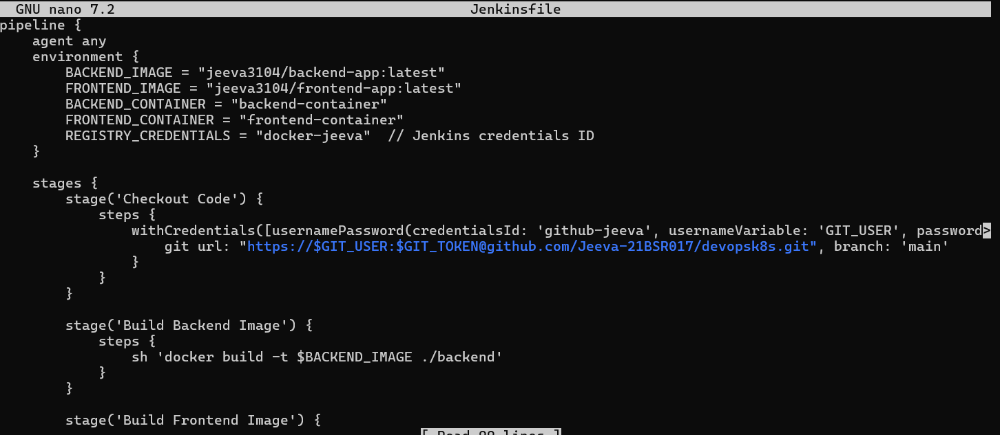 GNU nano 7.2 Jenkinsfile
pipeline {
    agent any
    environment {
        BACKEND_IMAGE = "jeeva3104/backend-app:latest"
        FRONTEND_IMAGE = "jeeva3104/frontend-app:latest"
        BACKEND_CONTAINER = "backend-container"
        FRONTEND_CONTAINER = "frontend-container"
        REGISTRY_CREDENTIALS = "docker-jeeva"  // Jenkins credentials ID
    }

    stages {
        stage('Checkout Code') {
            steps {
                withCredentials([usernamePassword(credentialsId: 'github-jeeva', usernameVariable: 'GIT_USER', password>
                    git url: "https://$GIT_USER:$GIT_TOKEN@github.com/Jeeva-21BSR017/devopsk8s.git", branch: 'main'
                }
            }
        }

        stage('Build Backend Image') {
            steps {
                sh 'docker build -t $BACKEND_IMAGE ./backend'
            }
        }

        stage('Build Frontend Image') {
[ Read lines ]